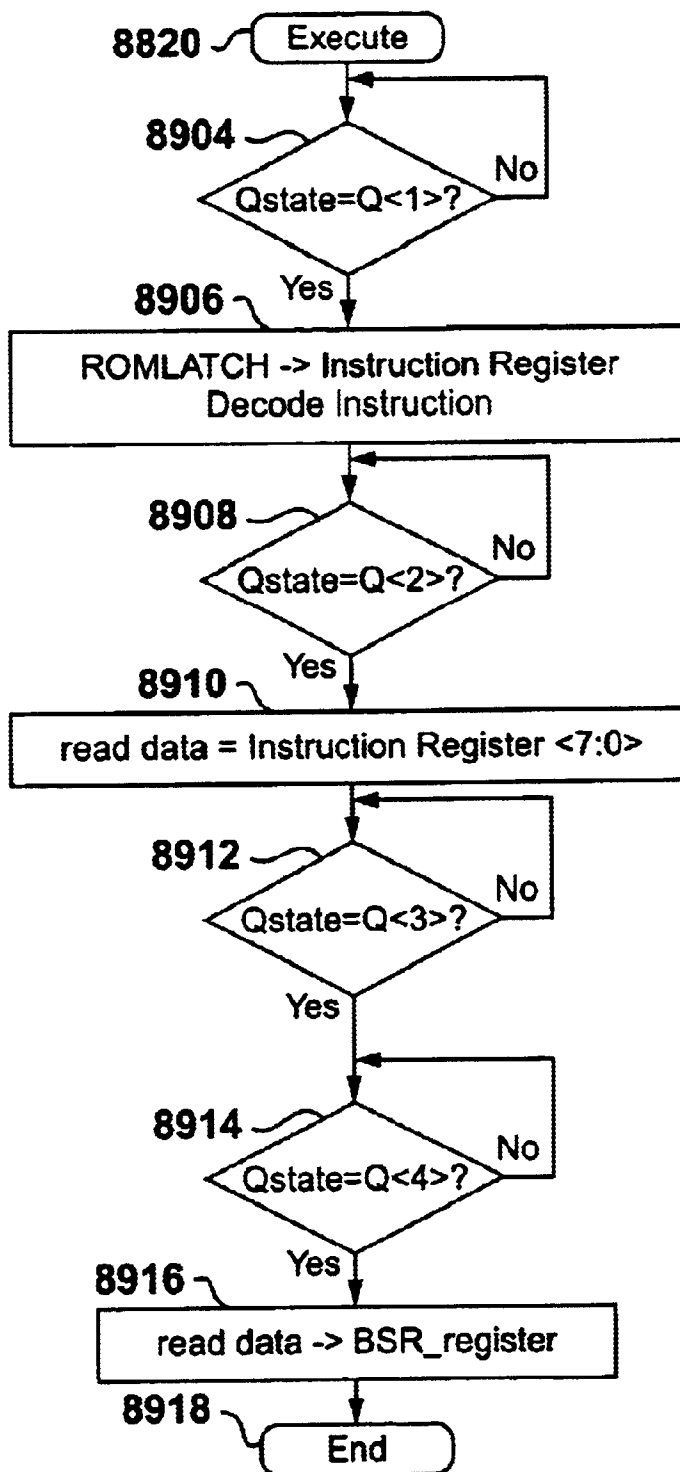 8820
Execute
8904
Qstate=Q<1>?
No
Yes
8906
ROMLATCH -> Instruction Register
Decode Instruction
8908
Qstate=Q<2>?
No
Yes
8910
read data = Instruction Register <7:0>
8912
Qstate=Q<3>?
No
Yes
8914
Qstate=Q<4>?
No
Yes
8916
read data -> BSR_register
8918
End